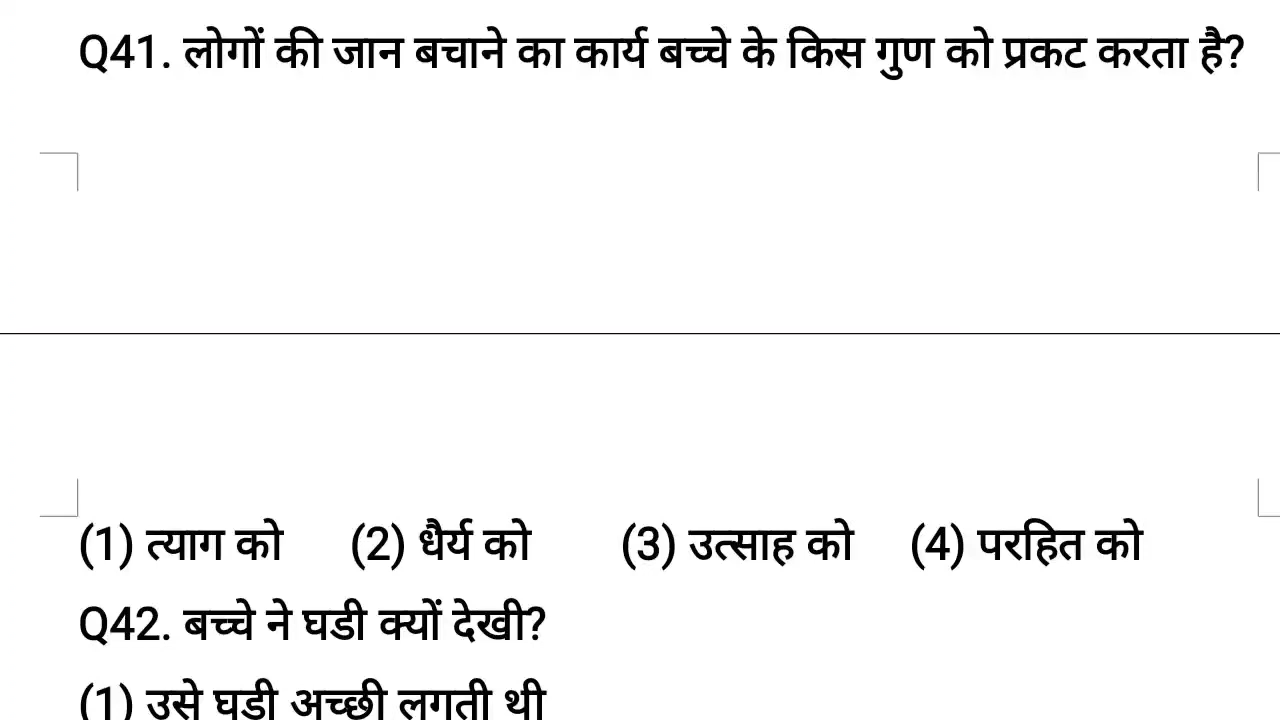 Q41. लोगों की जान बचाने का कार्य बच्चे के किस गुण को प्रकट करता है?
(1) त्याग को (2) धैर्य को (3) उत्साह को (4) परहित को
Q42. बच्चे ने घडी क्यों देखी?
(1) उसे घडी अच्छी लगती थी